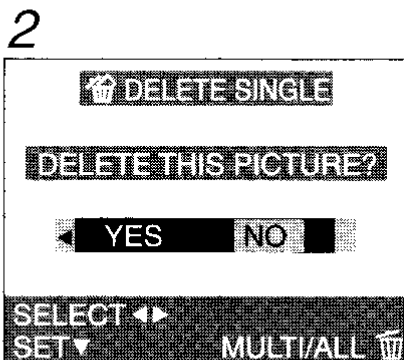 2
DELETE SINGLE
DELETE THIS PICTURE?
YES NO
SELECT ◀▶
SET ▼ MULTI/ALL